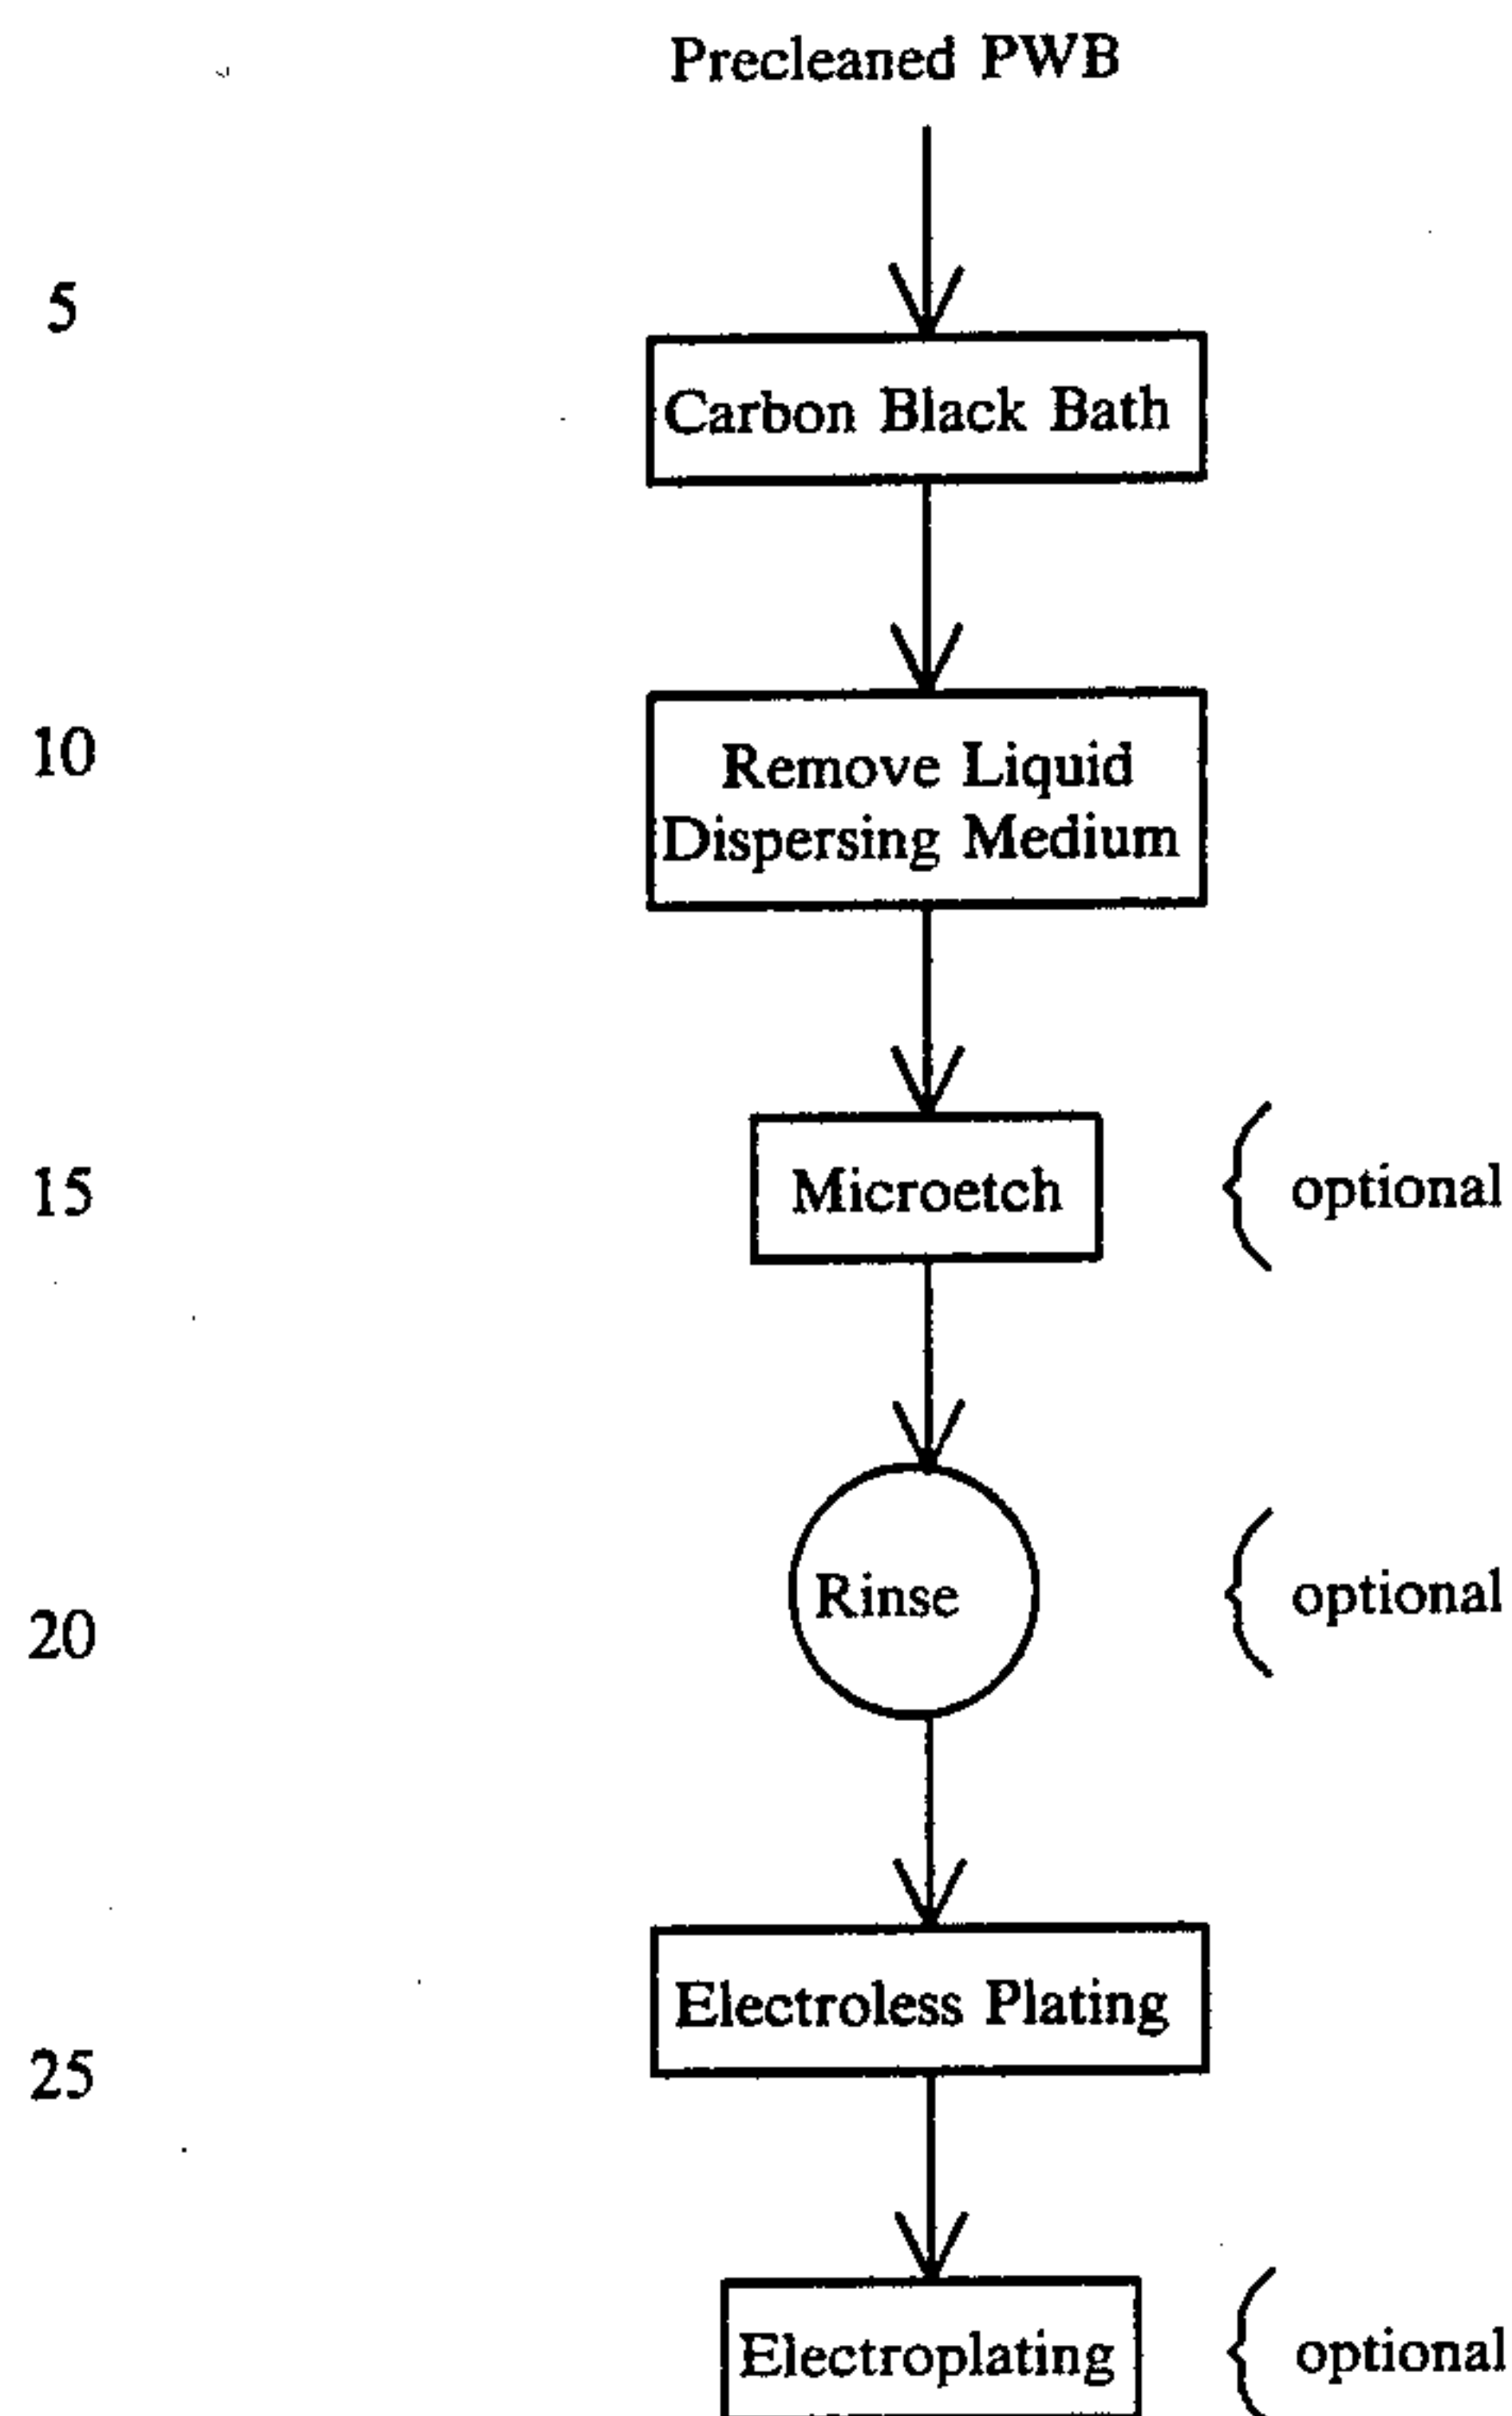 Precleaned PWB
5
Carbon Black Bath
10
Remove Liquid
Dispersing Medium
15
Microetch
optional
Rinse
optional
20
Electroless Plating
25
Electroplating
optional